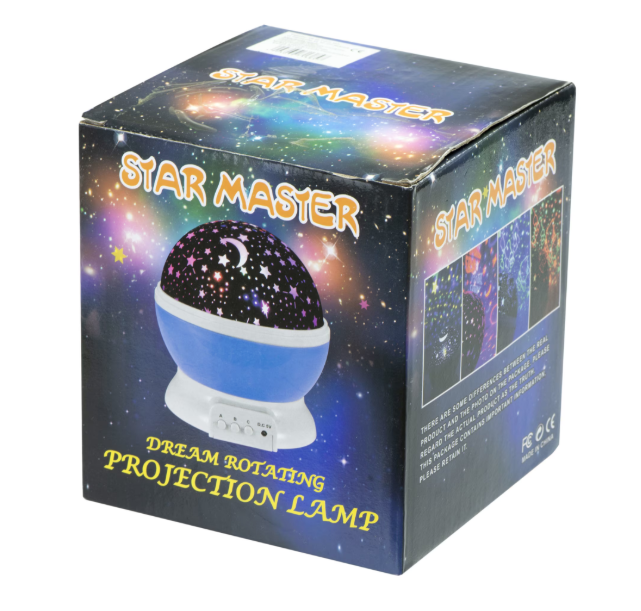 STAR MASTER
STAR MASTER
A B C
DREAM ROTATING
PROJECTION LAMP
STAR MASTER
THERE ARE SOME DIFFERENCES BETWEEN THE REAL
PRODUCT AND THE PHOTO ON THE PACKAGE. PLEASE
REGARD THE ACTUAL PRODUCT AS THE TRUTH.
THIS PACKAGE CONTAINS IMPORTANT INFORMATION.
PLEASE RETAIN IT.
FC CE
MADE IN CHINA